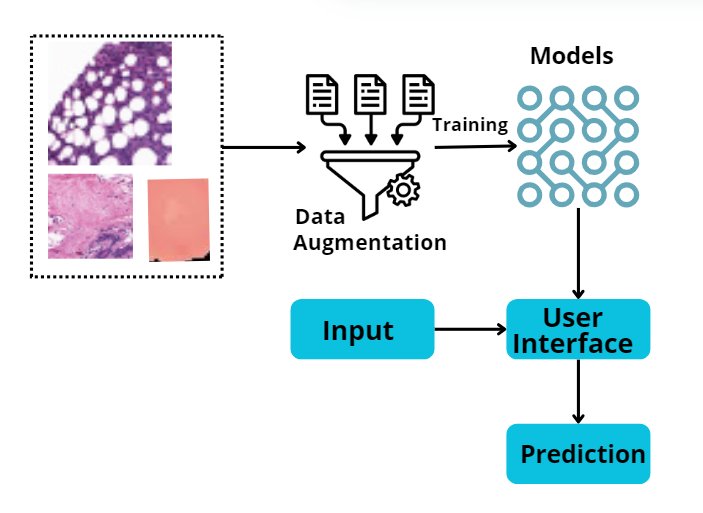 Models
Training
Data
Augmentation
Input
User
Interface
Prediction